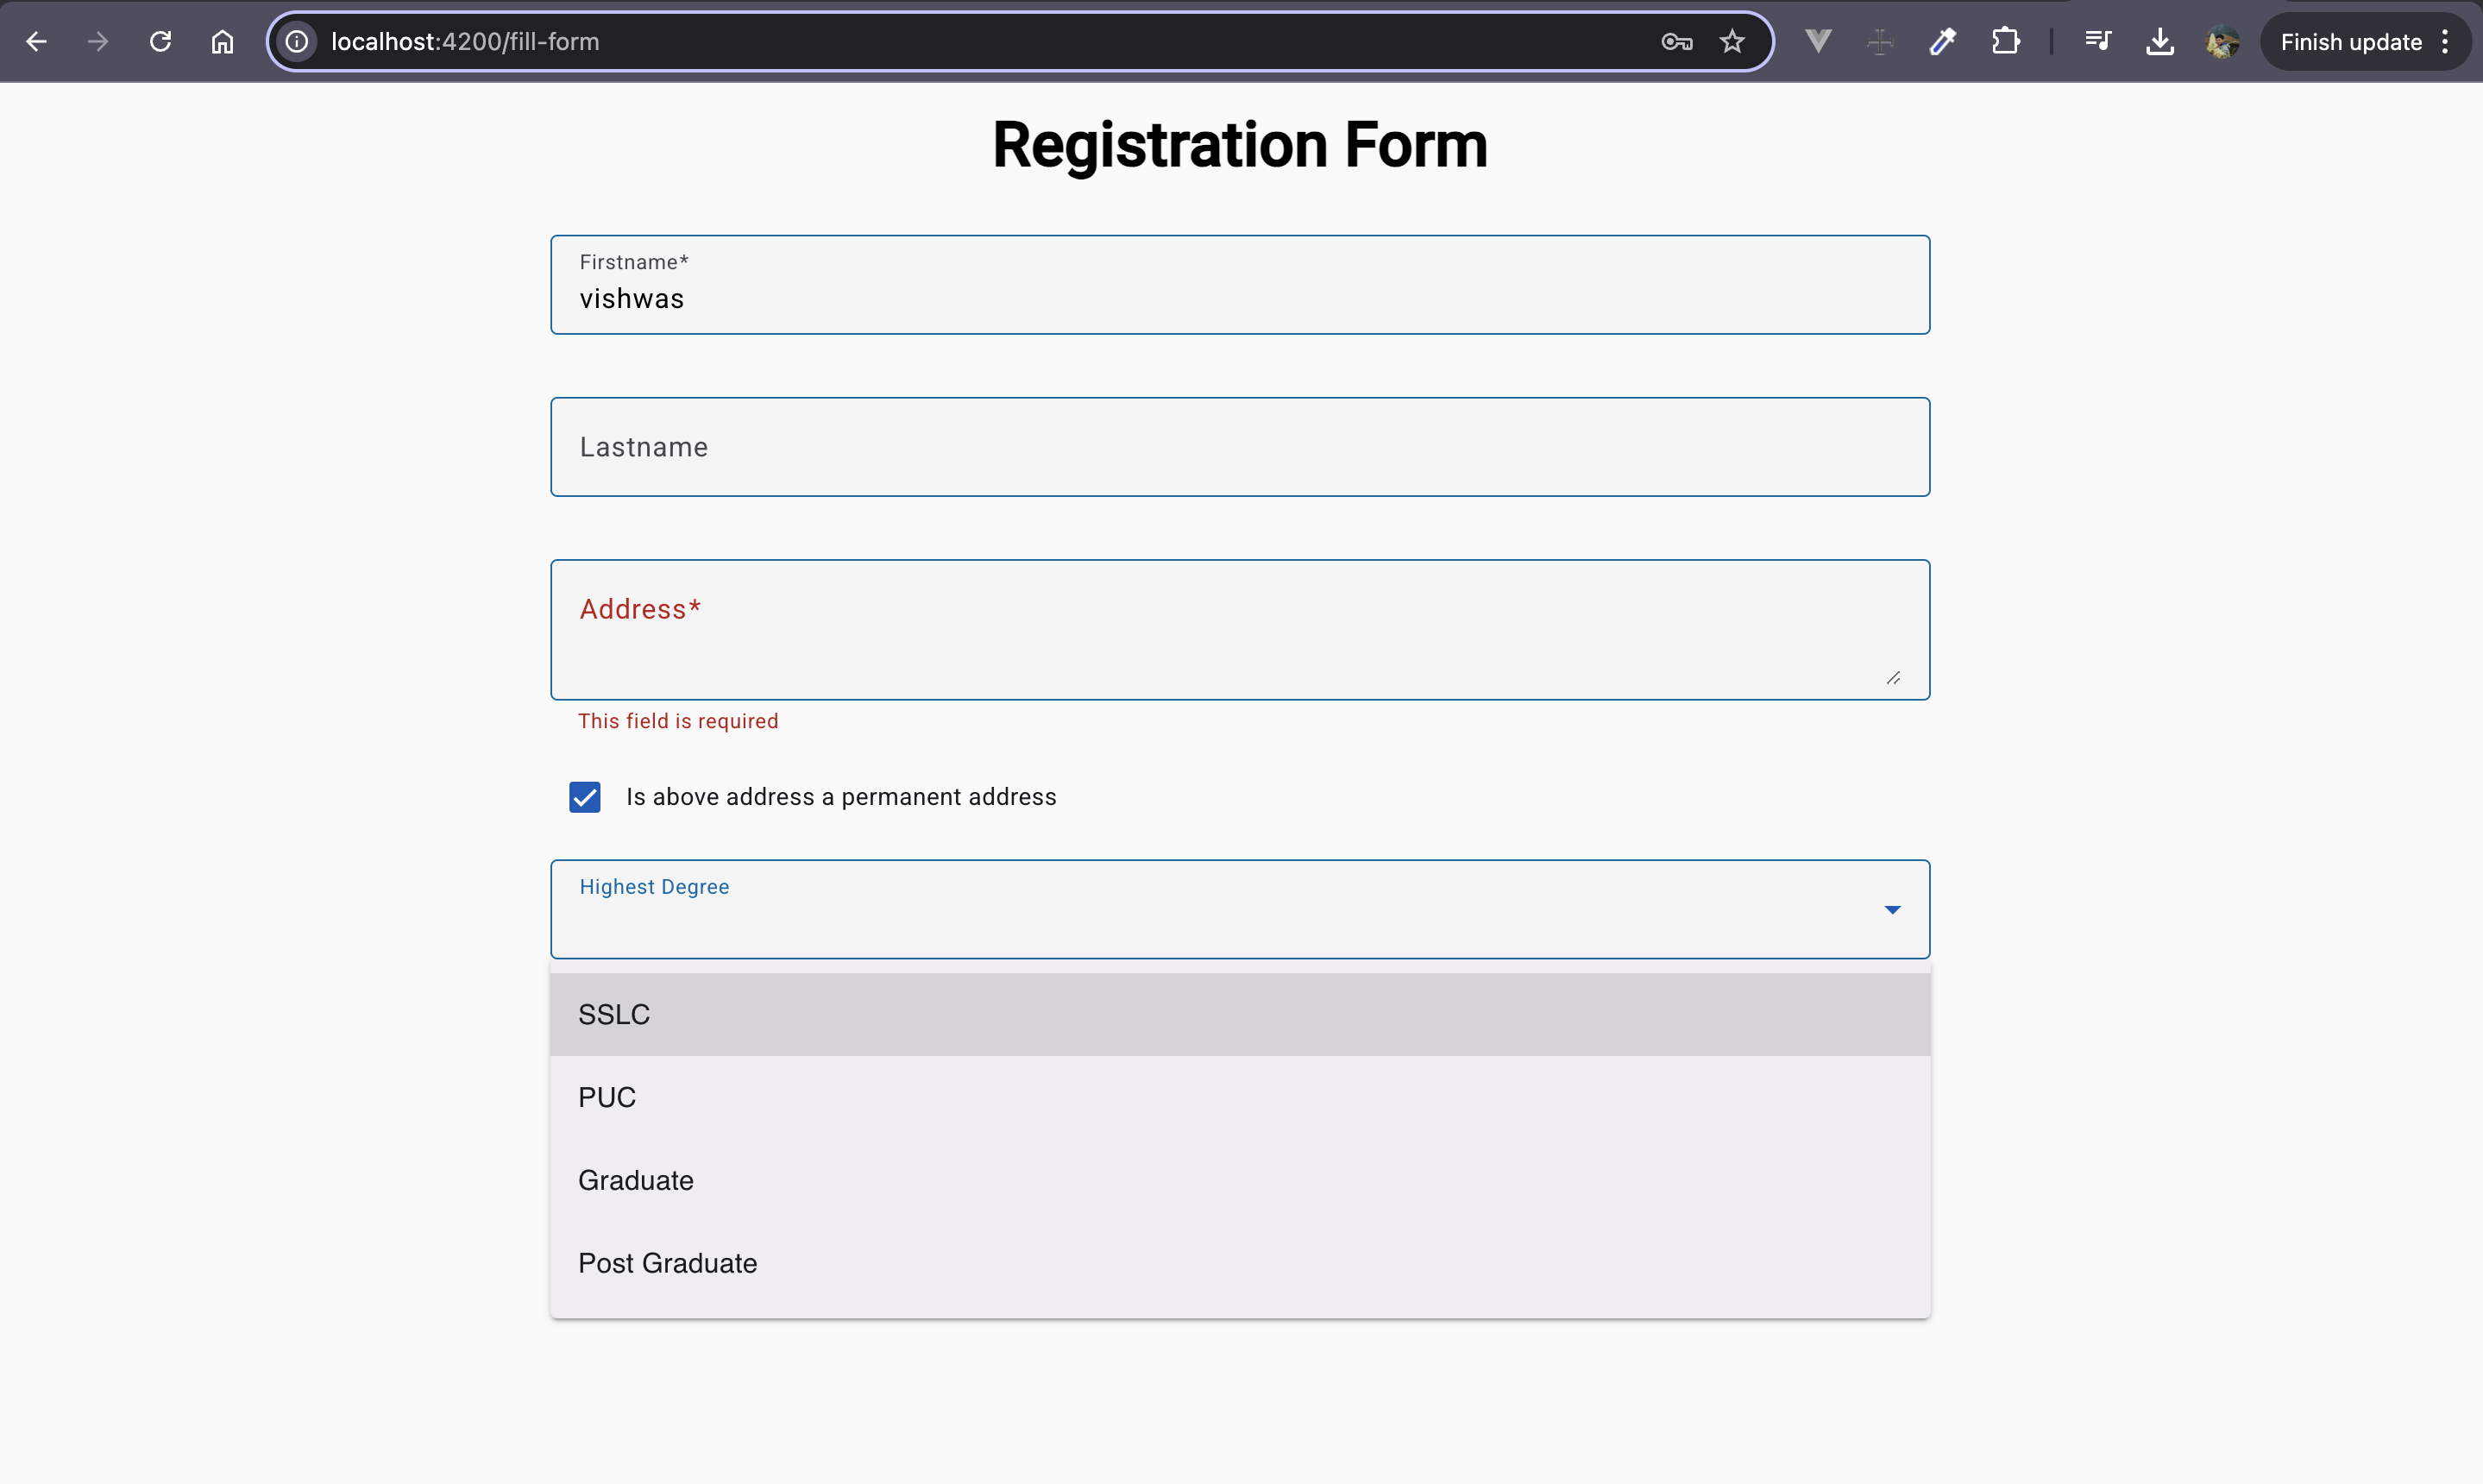 localhost:4200/fill-form
Finish update
Registration Form
Firstname*
vishwas
Lastname
Address*
This field is required
Is above address a permanent address
Highest Degree
SSLC
PUC
Graduate
Post Graduate